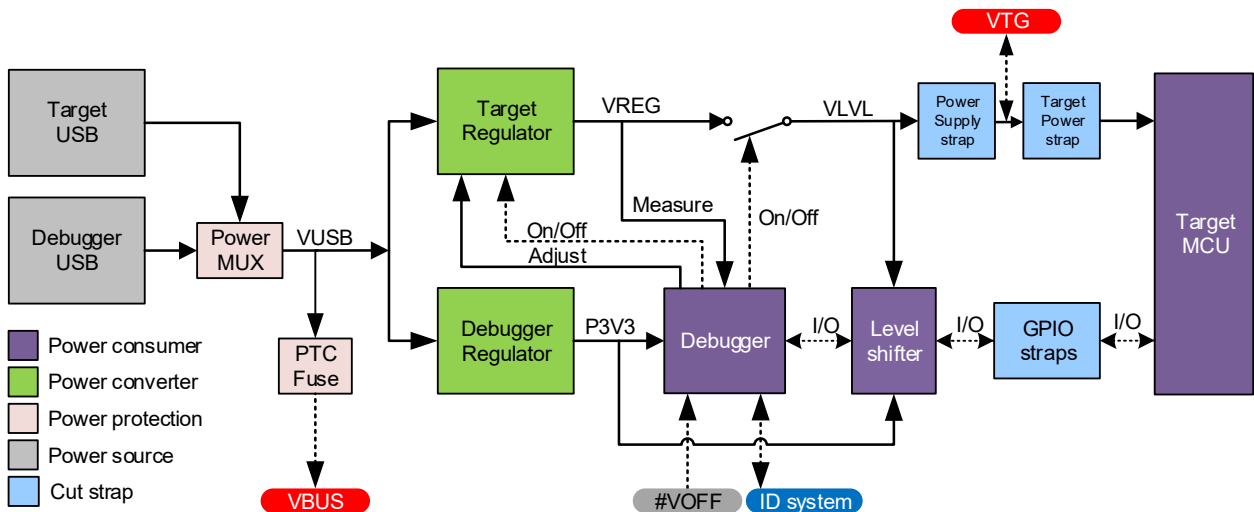 VTG
Target
USB
Target
Regulator
VREG
VLVL
Power
Supply
strap
Target
Power
strap
Target
MCU
Debugger
USB
Power
MUX
VUSB
Measure
On/Off
Adjust
On/Off
Debugger
Regulator
P3V3
Debugger
I/O
Level
shifter
I/O
GPIO
straps
I/O
PTC
Fuse
Power consumer
Power converter
Power protection
Power source
Cut strap
VBUS
#VOFF
ID system